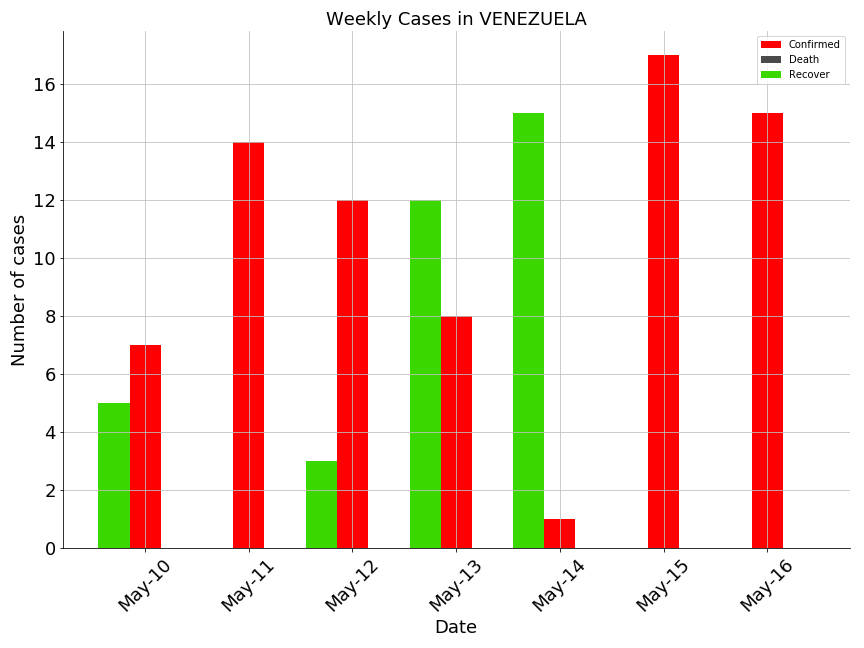 Weekly Cases in VENEZUELA
Confirmed
Death
Recover
Number of cases
16
14
12
10
8
6
4
2
0
May-10
May-11
May-12
May-13
May-14
May-15
May-16
Date